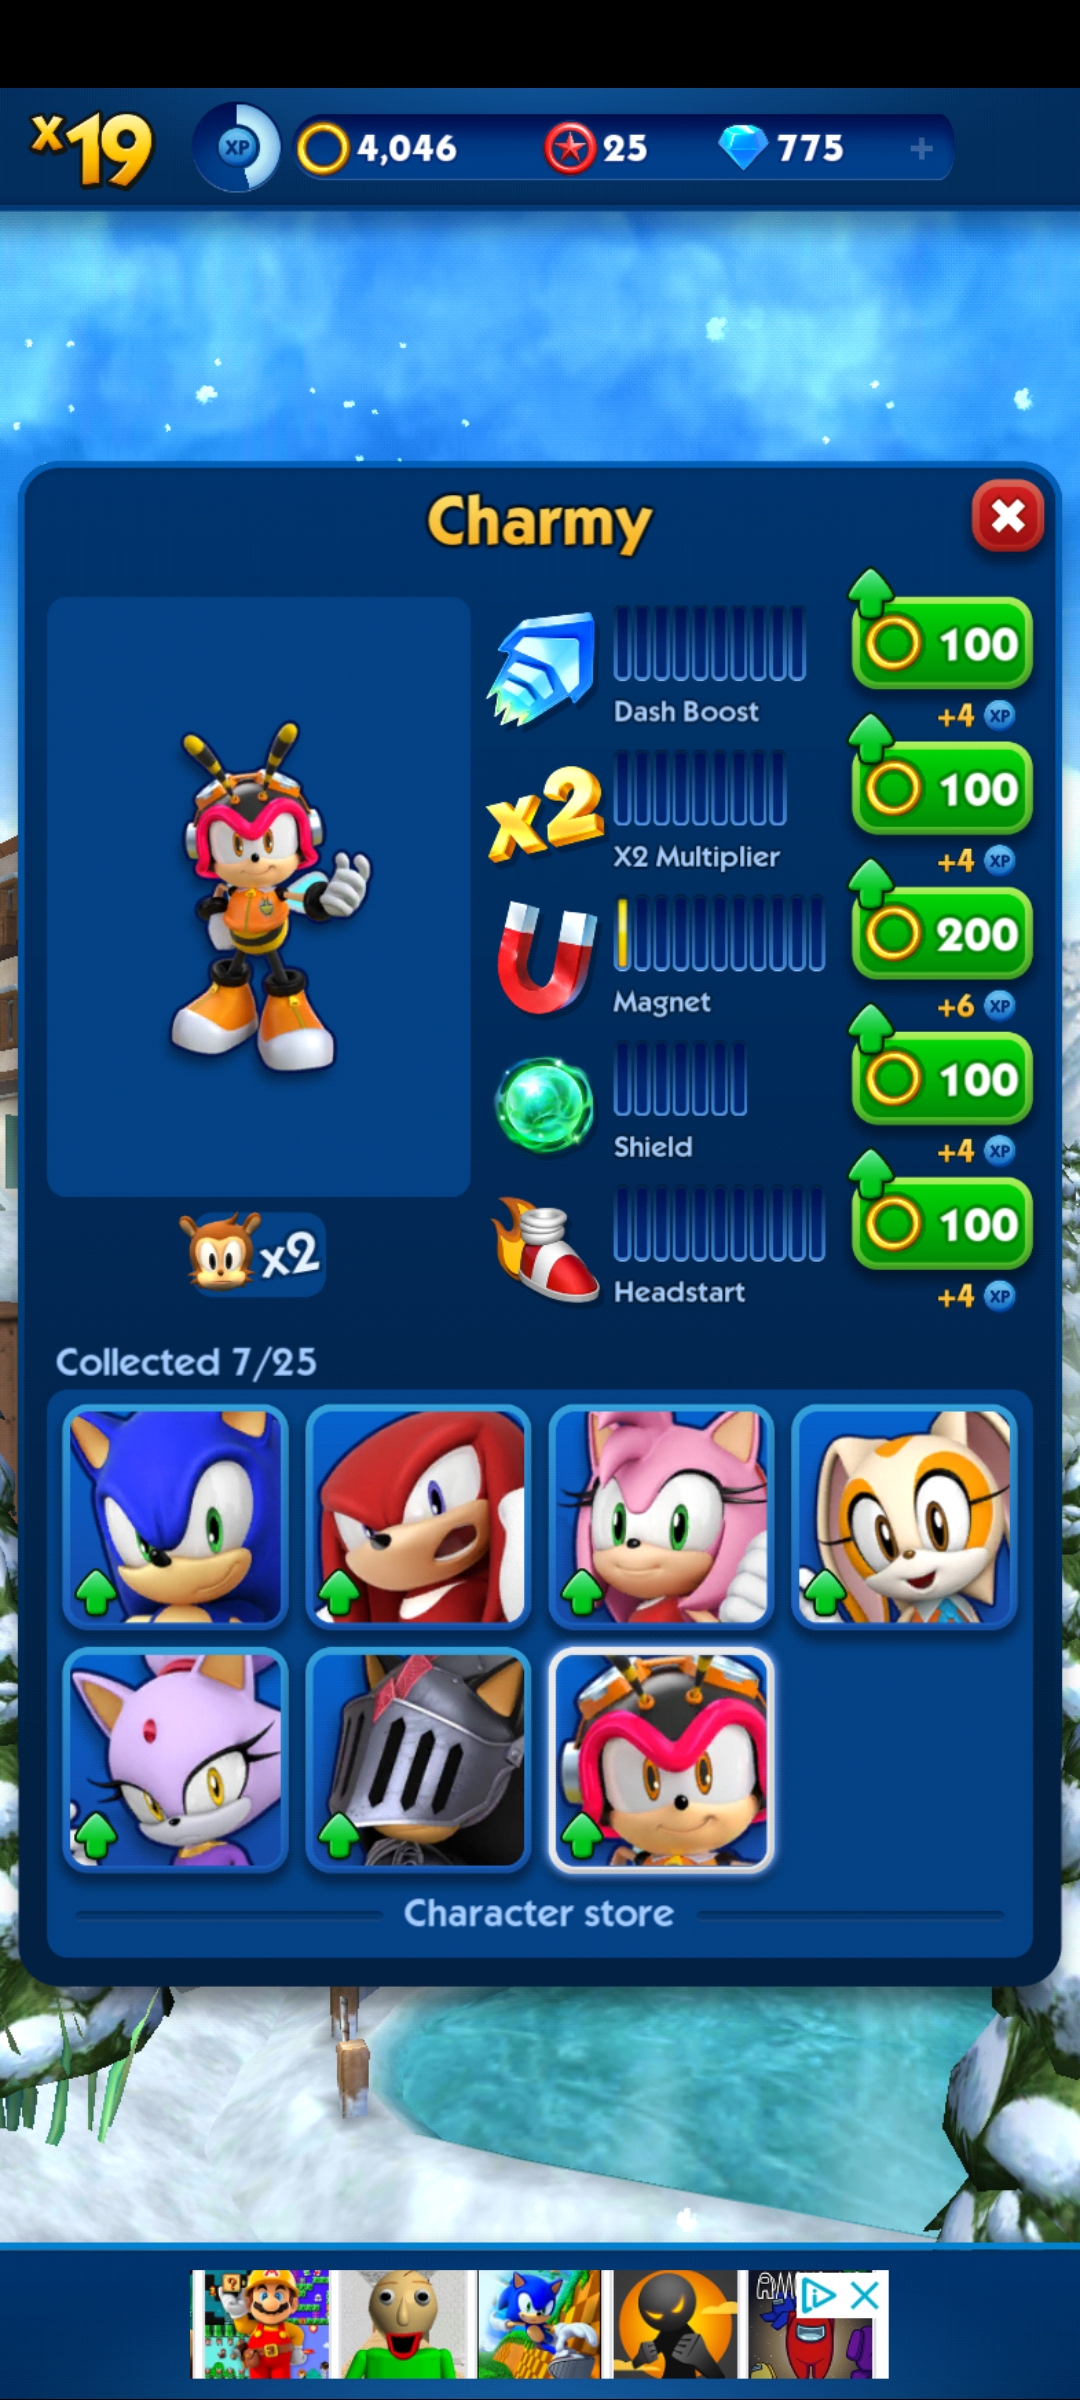 x19 XP 4,046 25 775 +
Charmy
100
Dash Boost
+4 XP
x2
100
X2 Multiplier
+4 XP
200
Magnet
+6 XP
100
Shield
+4 XP
x2
100
Headstart
+4 XP
Collected 7/25
Character store
?
M